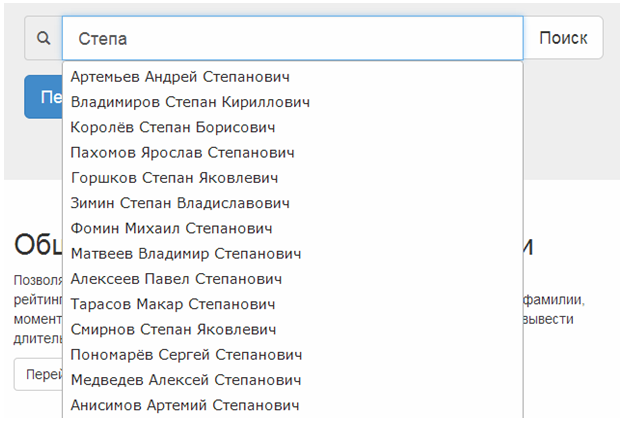 Степа Поиск
Артемьев Андрей Степанович
Владимиров Степан Кириллович
Королёв Степан Борисович
Пахомов Ярослав Степанович
Горшков Степан Яковлевич
Зимин Степан Владиславович
Фомин Михаил Степанович
Матвеев Владимир Степанович
Алексеев Павел Степанович
Тарасов Макар Степанович
Смирнов Степан Яковлевич
Пономарёв Сергей Степанович
Медведев Алексей Степанович
Анисимов Артемий Степанович
фамилии,
вывести